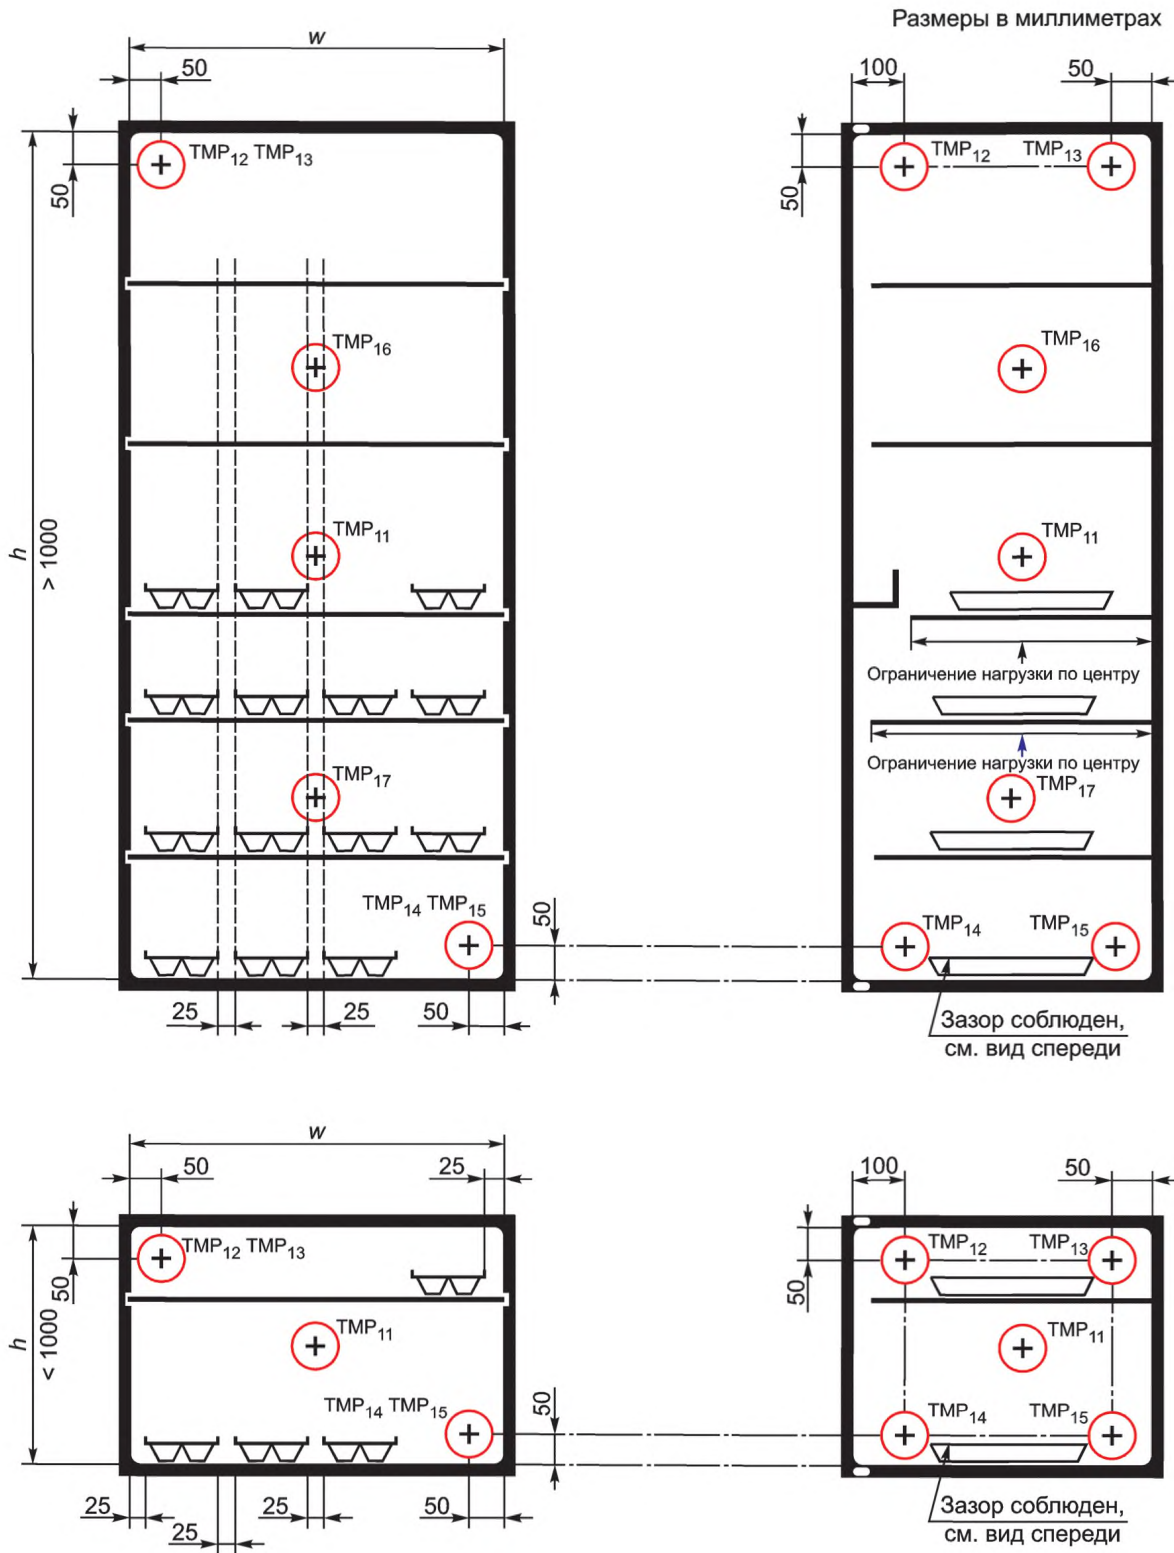 Размеры в миллиметрах
w
50
100
50
50
TMP12 TMP13
50
TMP12
TMP13
TMP16
TMP16
h
> 1000
TMP11
TMP11
Ограничение нагрузки по центру
Ограничение нагрузки по центру
TMP17
TMP17
TMP14 TMP15
50
TMP14
TMP15
25
25
50
Зазор соблюден,
см. вид спереди
w
50
25
100
50
50
TMP12 TMP13
50
TMP12
TMP13
h
< 1000
TMP11
TMP11
TMP14 TMP15
50
TMP14
TMP15
25
25
25
50
Зазор соблюден,
см. вид спереди